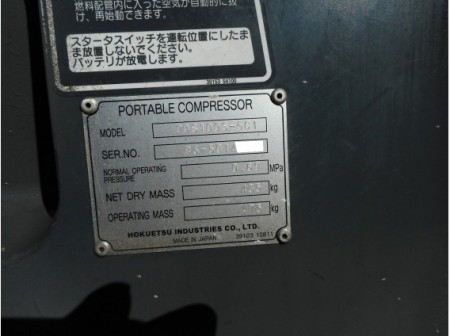 燃料配管内に入った空気が自動的に抜
け、再始動できます。
スタータスイッチを運転位置にしたま
ま放置しないでください。
バッテリが放電します。
PORTABLE COMPRESSOR
MODEL
SER.NO.
NORMAL OPERATING PRESSURE MPa
NET DRY MASS kg
OPERATING MASS kg
HOKUETSU INDUSTRIES CO., LTD.
MADE IN JAPAN